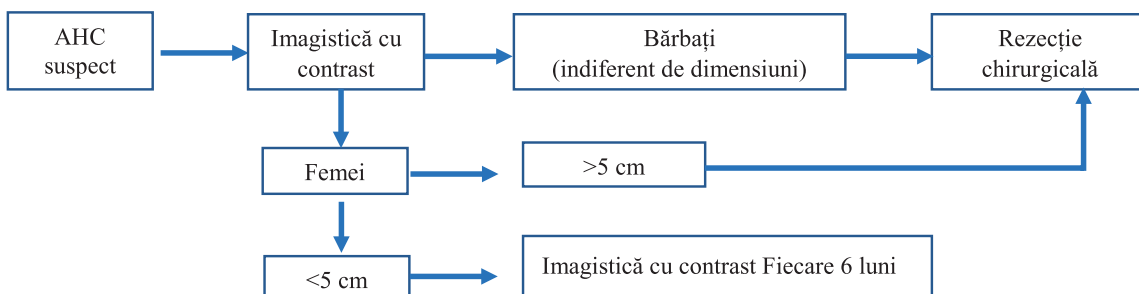 AHC
suspect
Imagistică cu
contrast
Bărbați
(indiferent de dimensiuni)
Rezecție
chirurgicală
Femei
>5 cm
<5 cm
Imagistică cu contrast Fiecare 6 luni